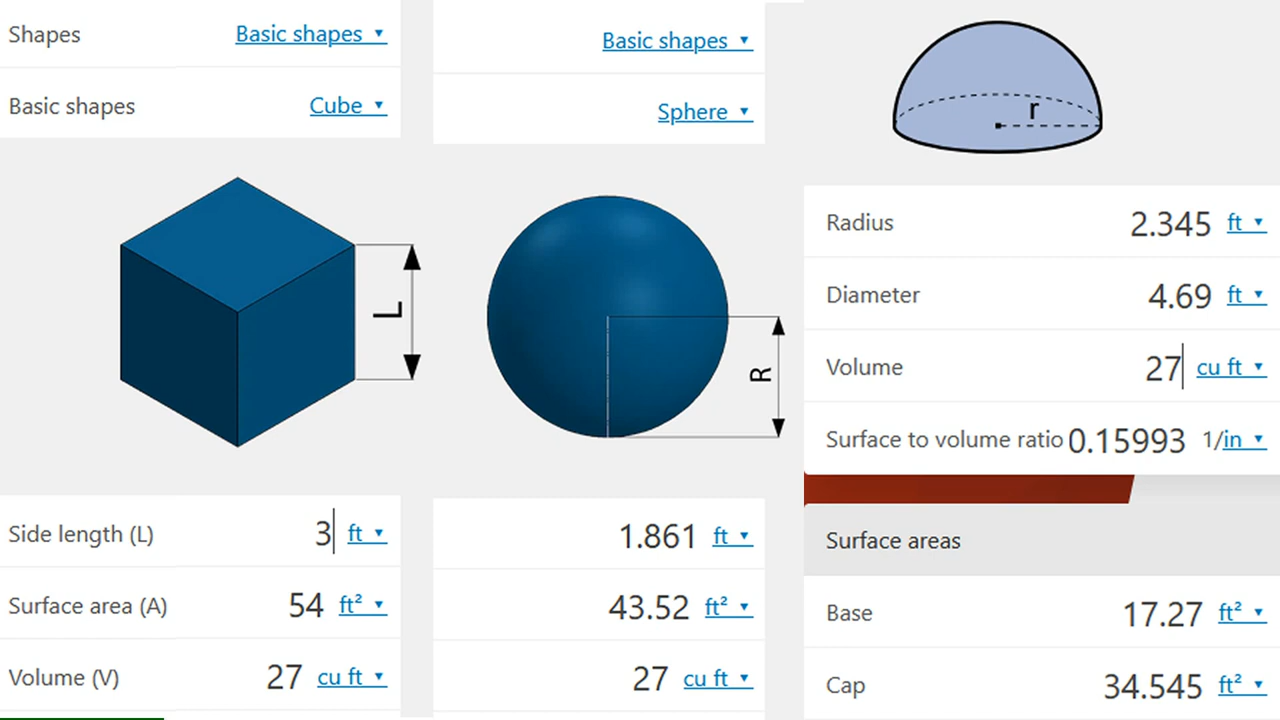 Shapes Basic shapes ▼
Basic shapes Cube ▼
L
Side length (L) 3 ft ▼
Surface area (A) 54 ft² ▼
Volume (V) 27 cu ft ▼
Basic shapes ▼
Sphere ▼
R
1.861 ft ▼
43.52 ft² ▼
27 cu ft ▼
r
Radius 2.345 ft ▼
Diameter 4.69 ft ▼
Volume 27 cu ft ▼
Surface to volume ratio 0.15993 1/in ▼
Surface areas
Base 17.27 ft² ▼
Cap 34.545 ft² ▼